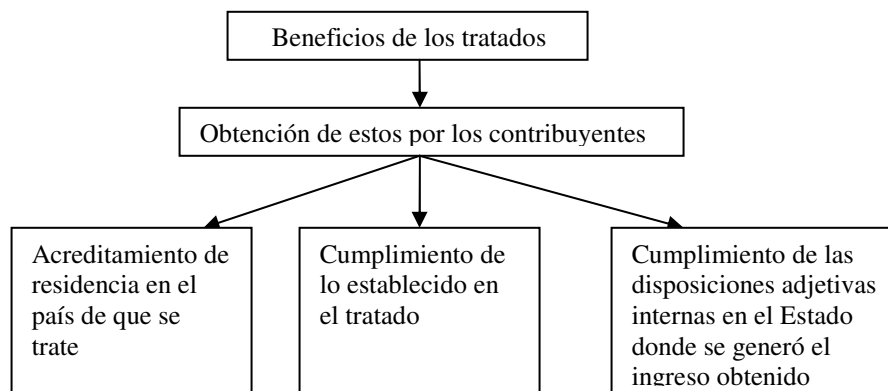 Beneficios de los tratados
Obtención de estos por los contribuyentes
Acreditamiento de
residencia en el
país de que se
trate
Cumplimiento de
lo establecido en
el tratado
Cumplimiento de las
disposiciones adjetivas
internas en el Estado
donde se generó el
ingreso obtenido